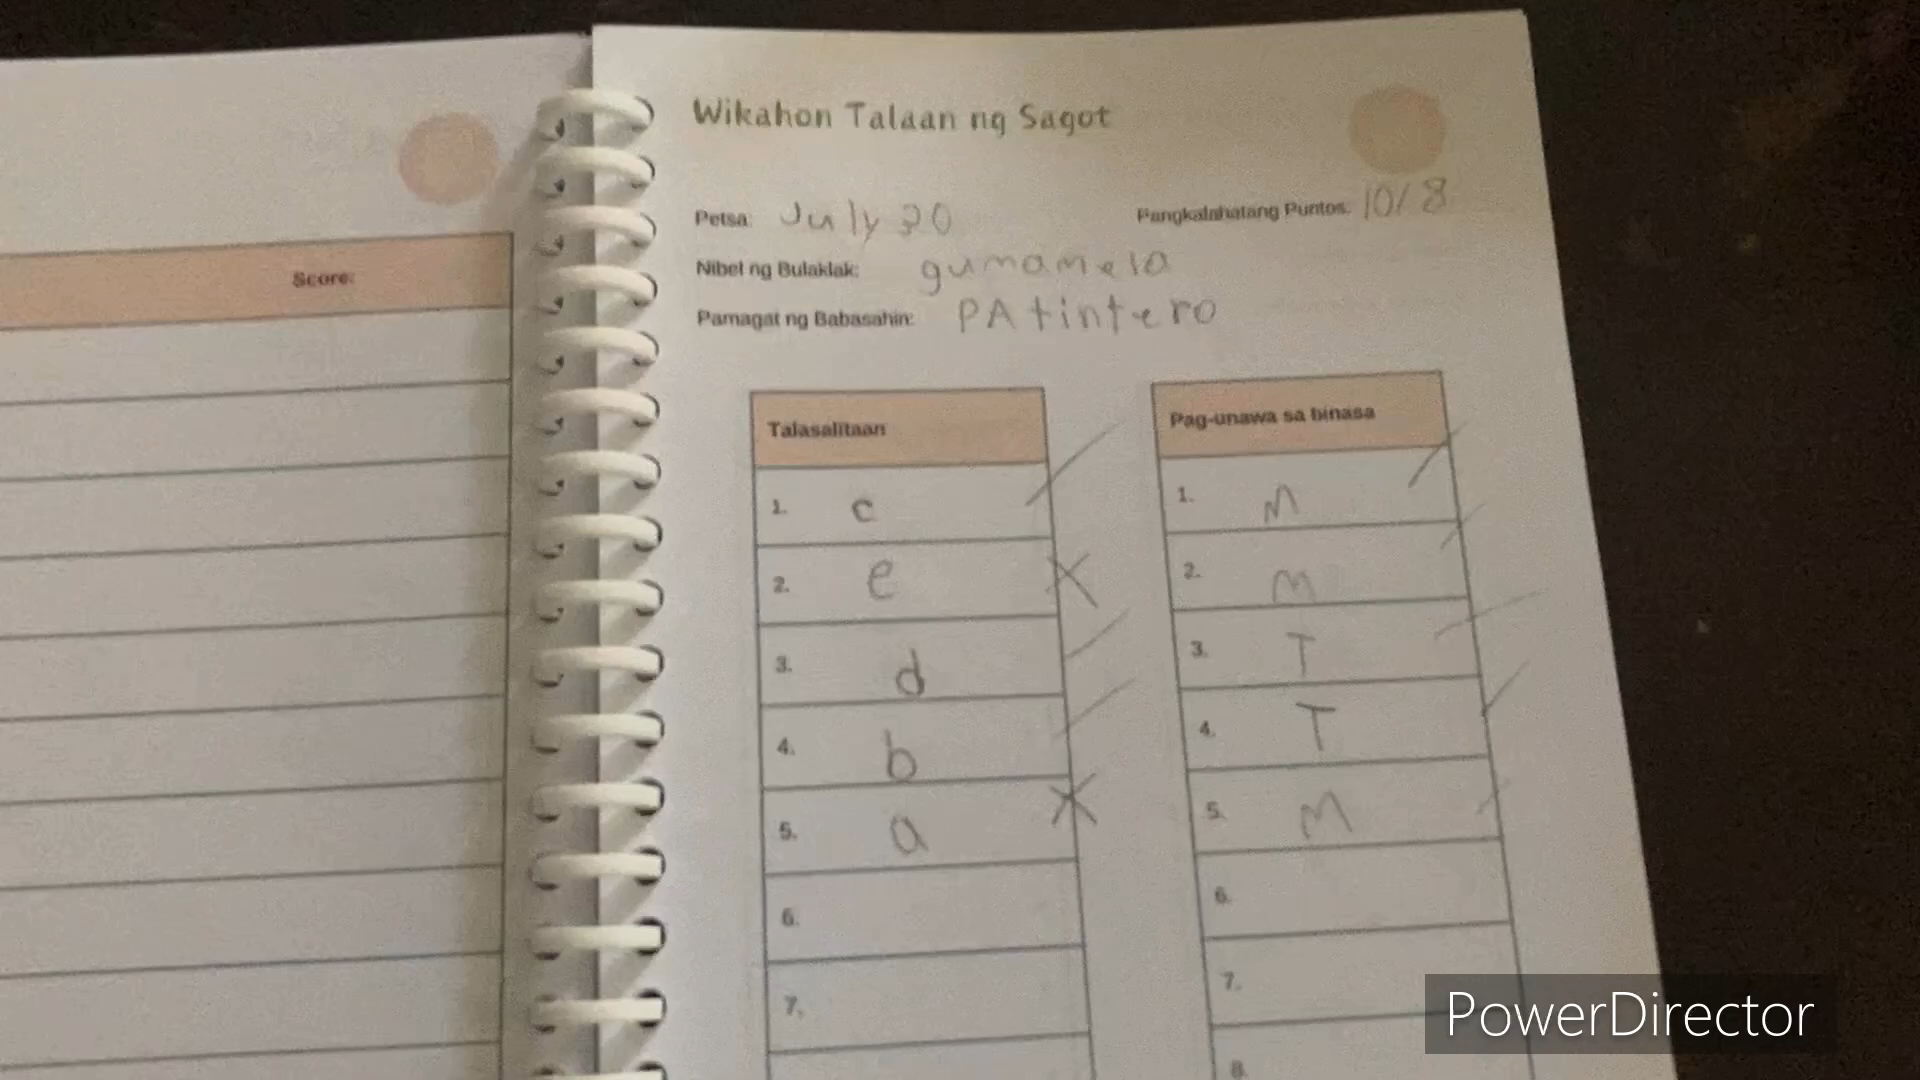 Score:
Wikahon Talaan ng Sagot
Petsa: July 20
Pangkalahatang Puntos: 10/8
Nibel ng Bulaklak: gumamela
Pamagat ng Babasahin: PAtintero
Talasalitaan
1. c
2. e
3. d
4. b
5. a
6.
7.
Pag-unawa sa binasa
1. M
2. m
3. T
4. T
5. M
6.
7.
8.
PowerDirector